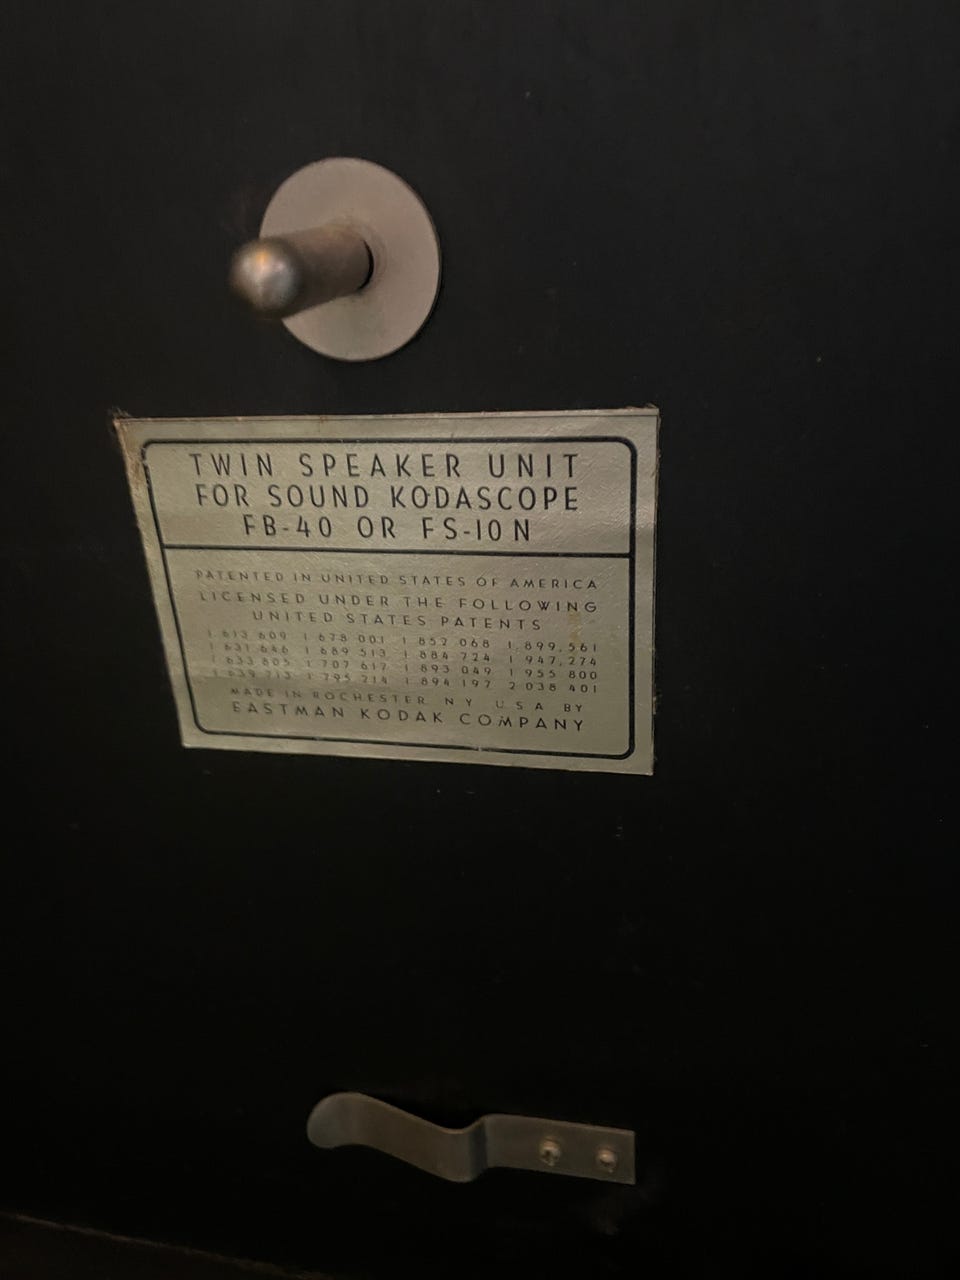 TWIN SPEAKER UNIT
FOR SOUND KODASCOPE
FB-40 OR FS-10 N
PATENTED IN UNITED STATES OF AMERICA
LICENSED UNDER THE FOLLOWING
UNITED STATES PATENTS
1 613 609 1 678 001 1 852 068 1,899,561
1 631 646 1 689 513 1 884 724 1 947,274
1 633 805 1 707 617 1 893 049 1 955 800
1 639 713 1 795 214 1 894 197 2 038 401
MADE IN ROCHESTER N Y U S A BY
EASTMAN KODAK COMPANY